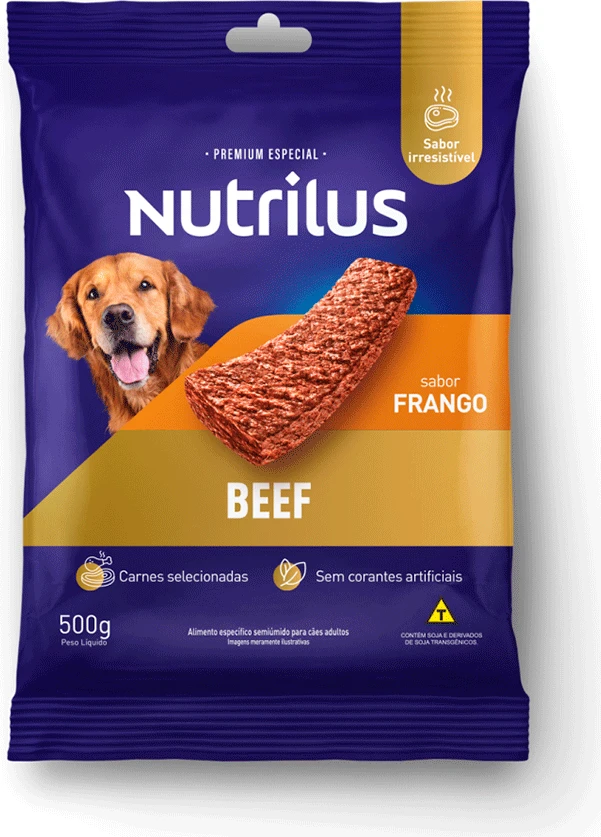 Sabor
irresistível
• PREMIUM ESPECIAL •
NUtriLUS
sabor
FRANGO
BEEF
Carnes selecionadas
Sem corantes artificiais
500g
Peso Líquido
Alimento específico semiúmido para cães adultos
Imagens meramente ilustrativas
T
CONTÉM SOJA E DERIVADOS
DE SOJA TRANSGÊNICOS.